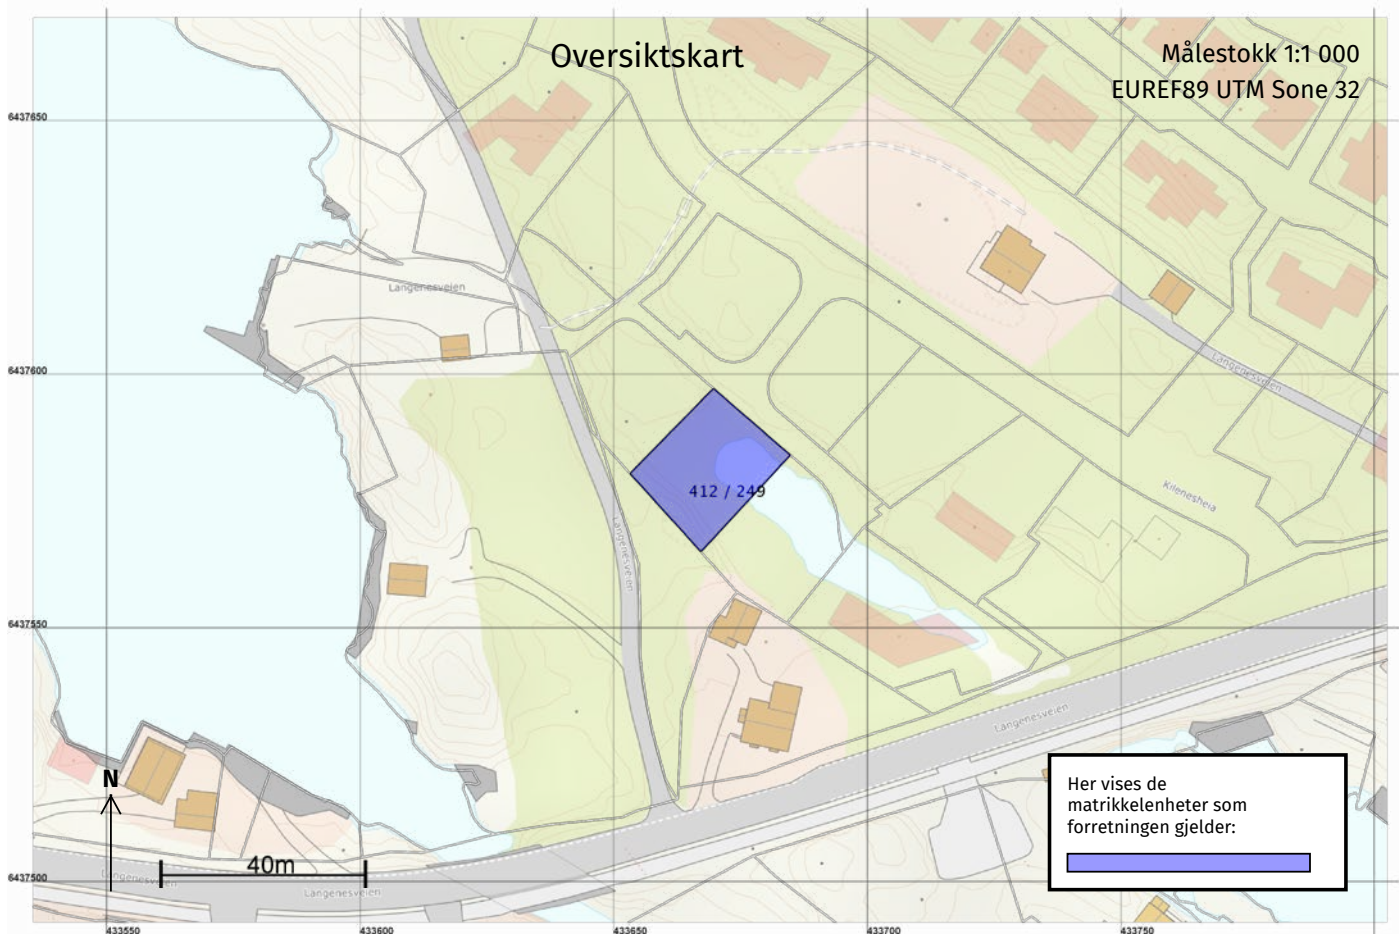 Oversiktskart
Målestokk 1:1 000
EUREF89 UTM Sone 32
6437650
Langenesveien
6437600
Langenesveien
412 / 249
Kilenesheia
Langenesveien
6437550
Langenesveien
N
40m
Her vises de
matrikkelenheter som
forretningen gjelder:
Langenesveien
Langenesveien
6437500
433550
433600
433650
433700
433750